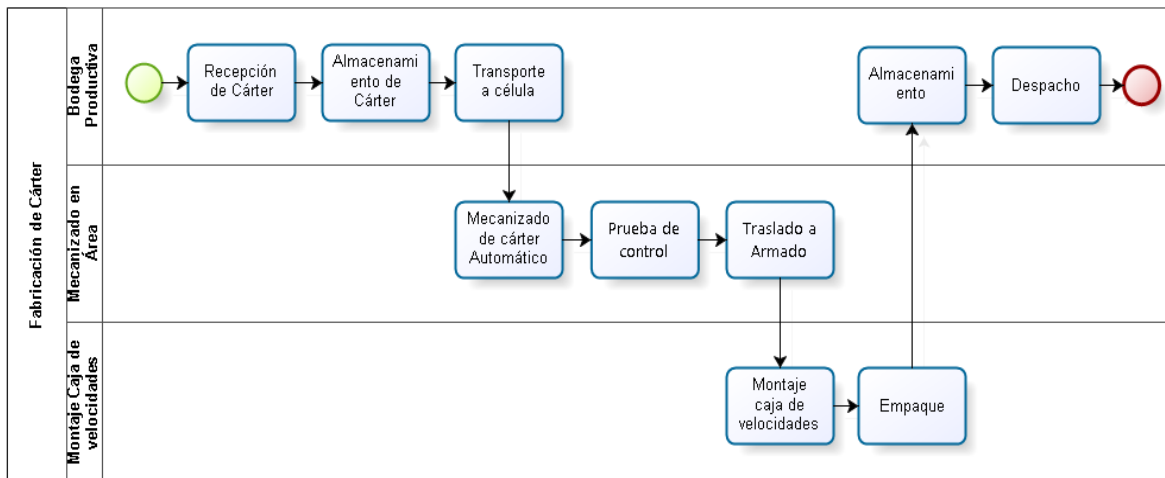 Fabricación de Cárter
Bodega
Productiva
Recepción
de Cárter
Almacenami
ento de
Cárter
Transporte
a célula
Almacenami
ento
Despacho
Mecanizado en
Área
Mecanizado
de cárter
Automático
Prueba de
control
Traslado a
Armado
Montaje Caja de
velocidades
Montaje
caja de
velocidades
Empaque